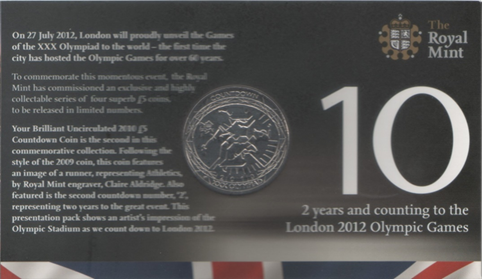 On 27 July 2012, London will proudly unveil the Games
of the XXX Olympiad to the world – the first time the
city has hosted the Olympic Games for over 60 years.
To commemorate this momentous event, the Royal
Mint has commissioned an exclusive and highly
collectable series of four superb £5 coins,
to be released in limited numbers.
Your Brilliant Uncirculated 2010 £5
Countdown Coin is the second in this
commemorative collection. Following the
style of the 2009 coin, this coin features
an image of a runner, representing Athletics,
by Royal Mint engraver, Claire Aldridge. Also
featured is the second countdown number, '2',
representing two years to the great event. This
presentation pack shows an artist's impression of the
Olympic Stadium as we count down to London 2012.
The
Royal
Mint
10
2 years and counting to the
London 2012 Olympic Games